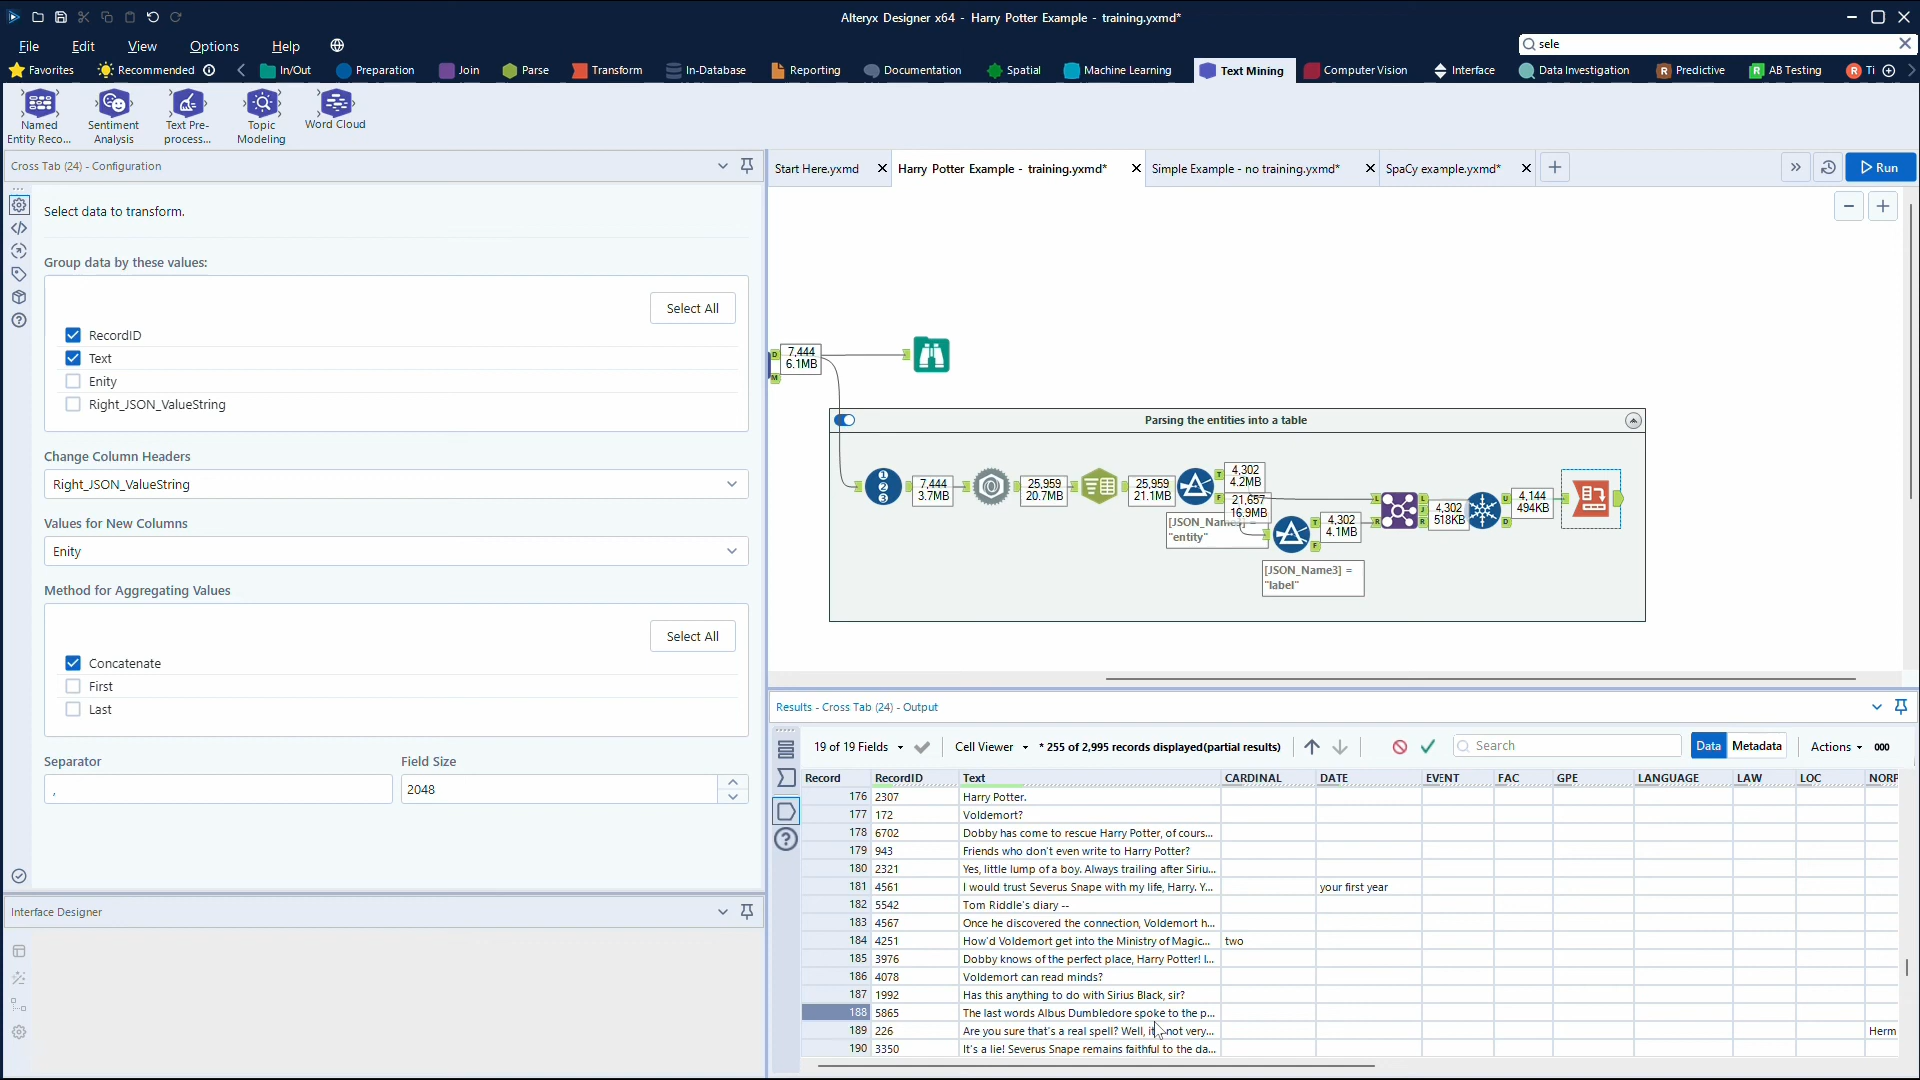 Alteryx Designer x64 - Harry Potter Example - training.yxmd*
File Edit View Options Help
sele
Favorites Recommended In/Out Preparation Join Parse Transform In-Database Reporting Documentation Spatial Machine Learning Text Mining Computer Vision Interface Data Investigation Predictive AB Testing Ti
Named Entity Reco...
Sentiment Analysis
Text Pre-process...
Topic Modeling
Word Cloud
Cross Tab (24) - Configuration
Start Here.yxmd
Harry Potter Example - training.yxmd*
Simple Example - no training.yxmd*
SpaCy example.yxmd*
Run
Select data to transform.
Group data by these values:
Select All
RecordID
Text
Enity
Right_JSON_ValueString
Change Column Headers
Right_JSON_ValueString
Values for New Columns
Enity
Method for Aggregating Values
Select All
Concatenate
First
Last
Separator
Field Size
,
2048
Interface Designer
D
7,444
6.1MB
M
Parsing the entities into a table
1
2
3
7,444
3.7MB
25,959
20.7MB
25,959
21.1MB
T
F
4,302
4.2MB
21,657
16.9MB
"entity"
T
F
4,302
4.1MB
[JSON_Name3] =
"label"
L
R
L
J
R
4,302
518KB
U
D
4,144
494KB
Results - Cross Tab (24) - Output
19 of 19 Fields Cell Viewer * 255 of 2,995 records displayed(partial results) Search Data Metadata Actions 000
Record RecordID Text CARDINAL DATE EVENT FAC GPE LANGUAGE LAW LOC NORP
176 2307 Harry Potter.
177 172 Voldemort?
178 6702 Dobby has come to rescue Harry Potter, of cours...
179 943 Friends who don't even write to Harry Potter?
180 2321 Yes, little lump of a boy. Always trailing after Siriu...
181 4561 I would trust Severus Snape with my life, Harry. Y... your first year
182 5542 Tom Riddle's diary --
183 4567 Once he discovered the connection, Voldemort h...
184 4251 How'd Voldemort get into the Ministry of Magic... two
185 3976 Dobby knows of the perfect place, Harry Potter! I...
186 4078 Voldemort can read minds?
187 1992 Has this anything to do with Sirius Black, sir?
188 5865 The last words Albus Dumbledore spoke to the p...
189 226 Are you sure that's a real spell? Well, not very... Herm
190 3350 It's a lie! Severus Snape remains faithful to the da...